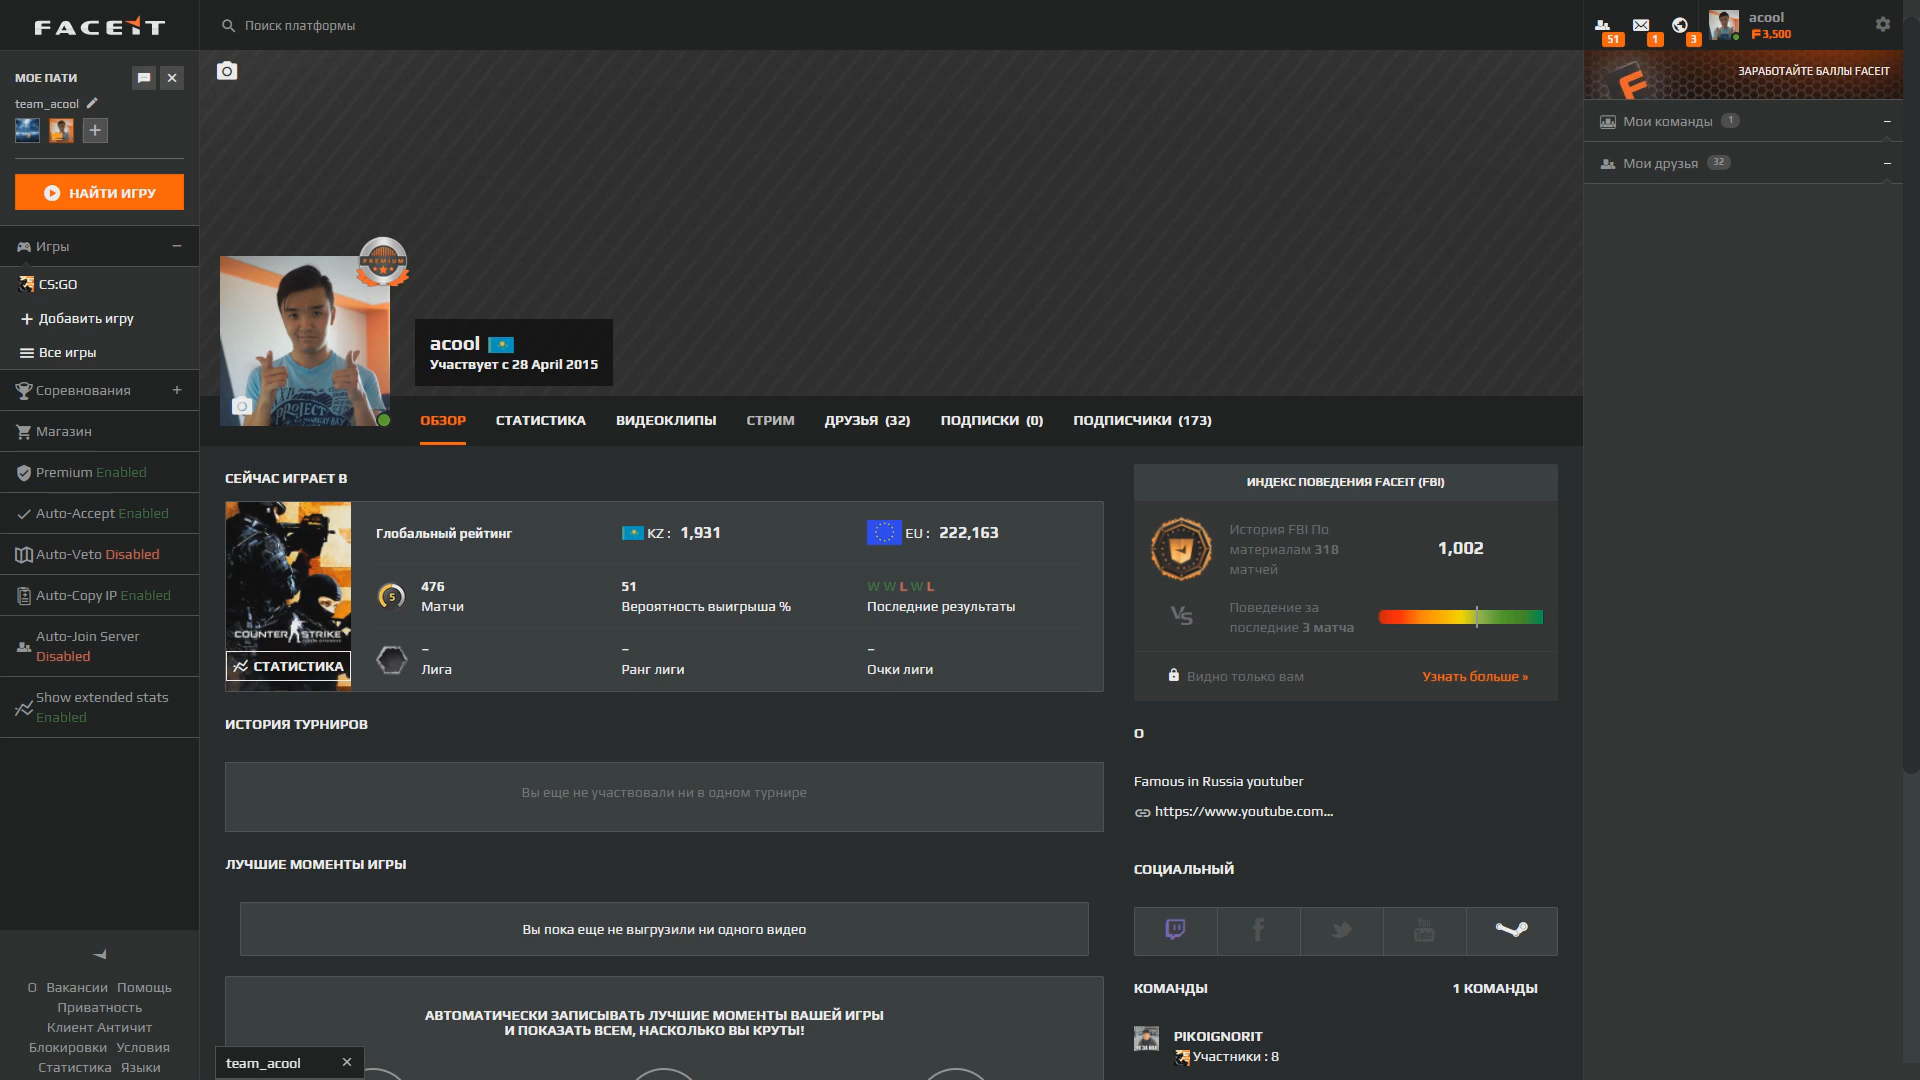 FACEIT
Поиск платформы
51
1
3
acool
3,500
МОЕ ПАТИ
team_acool
НАЙТИ ИГРУ
Игры
CS:GO
Добавить игру
Все игры
Соревнования
Магазин
Premium Enabled
Auto-Accept Enabled
Auto-Veto Disabled
Auto-Copy IP Enabled
Auto-Join Server
Disabled
Show extended stats
Enabled
О Вакансии Помощь
Приватность
Клиент Античит
Блокировки Условия
Статистика Языки
PREMIUM
acool
Участвует с 28 April 2015
ОБЗОР СТАТИСТИКА ВИДЕОКЛИПЫ СТРИМ ДРУЗЬЯ (32) ПОДПИСКИ (0) ПОДПИСЧИКИ (173)
СЕЙЧАС ИГРАЕТ В
COUNTER STRIKE
СТАТИСТИКА
Глобальный рейтинг
KZ : 1,931
EU : 222,163
5
476
Матчи
51
Вероятность выигрыша %
W W L W L
Последние результаты
–
Лига
–
Ранг лиги
–
Очки лиги
ИСТОРИЯ ТУРНИРОВ
Вы еще не участвовали ни в одном турнире
ЛУЧШИЕ МОМЕНТЫ ИГРЫ
Вы пока еще не выгрузили ни одного видео
АВТОМАТИЧЕСКИ ЗАПИСЫВАТЬ ЛУЧШИЕ МОМЕНТЫ ВАШЕЙ ИГРЫ
И ПОКАЗАТЬ ВСЕМ, НАСКОЛЬКО ВЫ КРУТЫ!
team_acool
ИНДЕКС ПОВЕДЕНИЯ FACEIT (FBI)
История FBI По
материалам 318
матчей
1,002
VS
Поведение за
последние 3 матча
Видно только вам
Узнать больше »
О
Famous in Russia youtuber
https://www.youtube.com...
СОЦИАЛЬНЫЙ
You
Tube
КОМАНДЫ
1 КОМАНДЫ
PIKOIGNORIT
Участники : 8
ЗАРАБОТАЙТЕ БАЛЛЫ FACEIT
Мои команды 1
Мои друзья 32